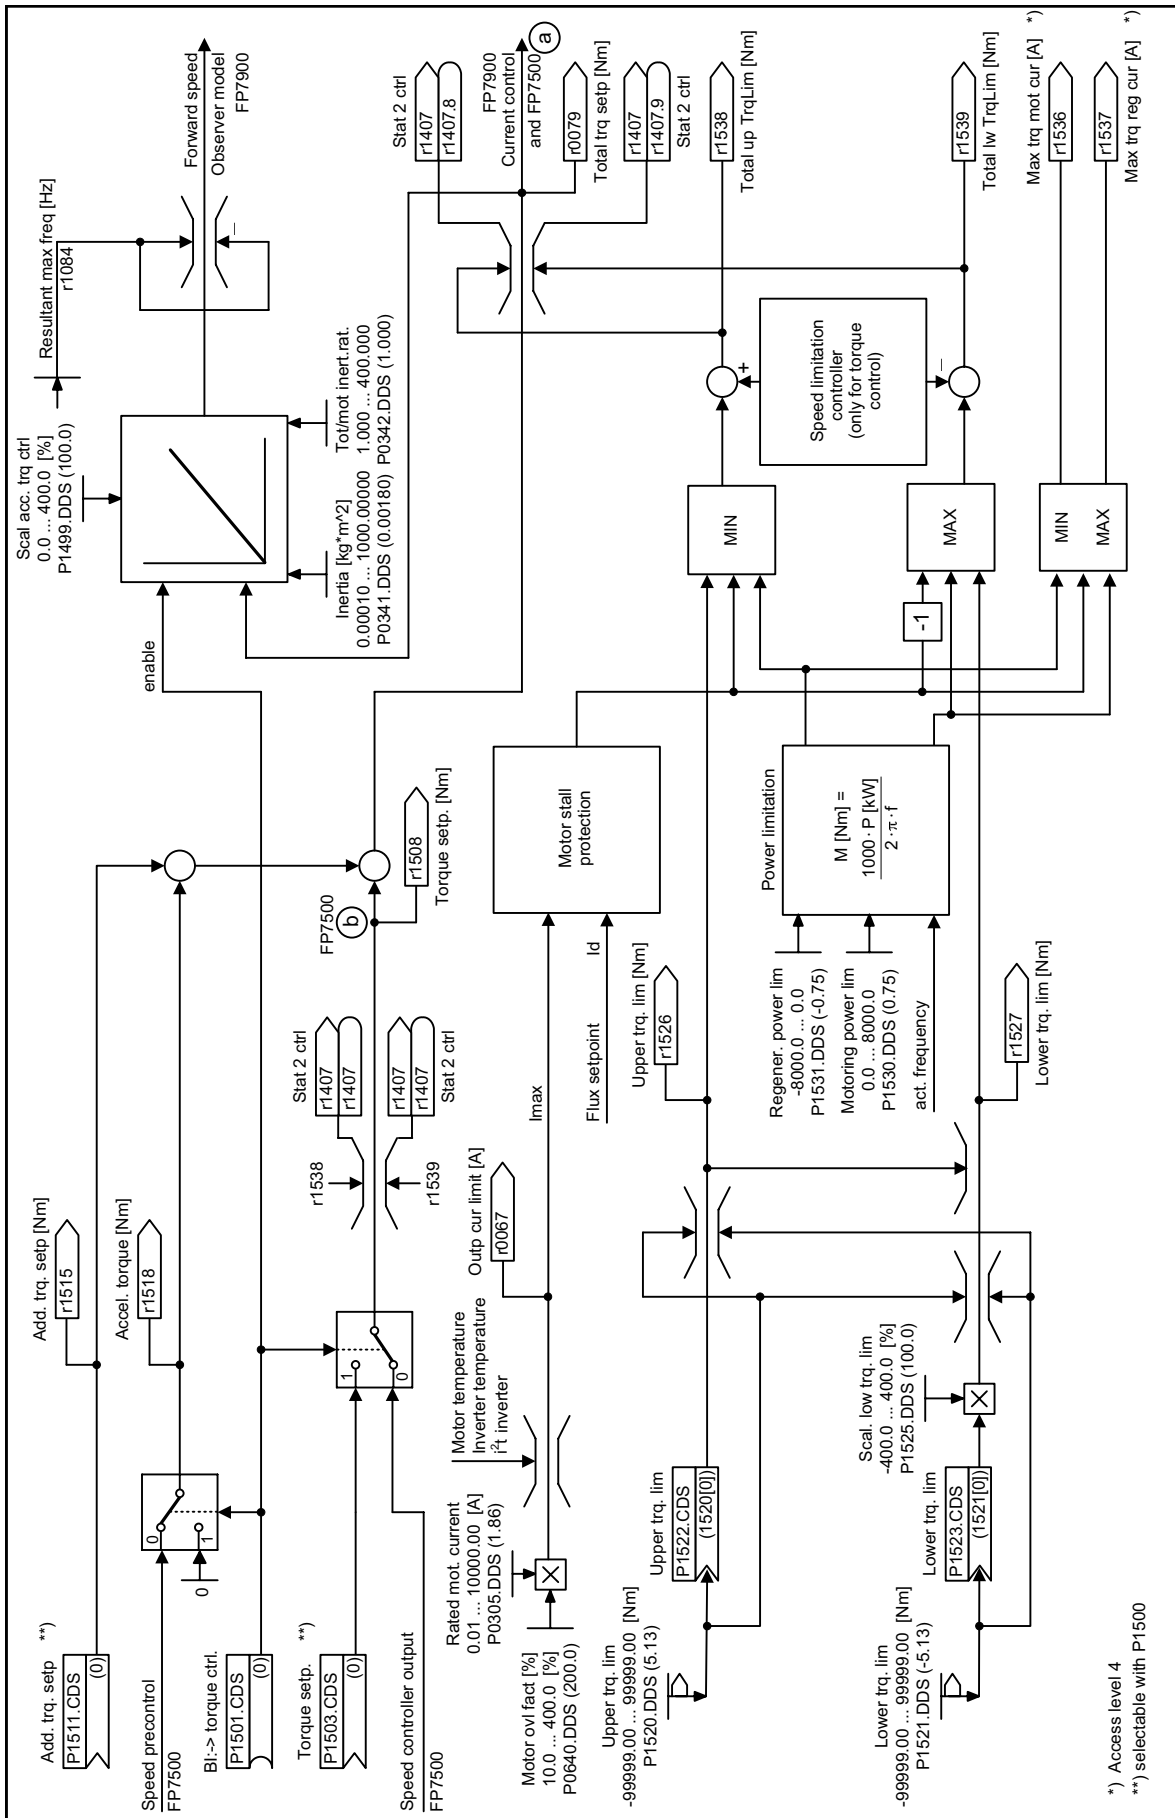 Add. trq. setp **)
P1511.CDS
(0)
Add. trq. setp [Nm]
r1515
Speed precontrol
FP7500
0
1
0
Accel. torque [Nm]
r1518
BI:-> torque ctrl.
P1501.CDS
(0)
Torque setp. **)
P1503.CDS
(0)
Speed controller output
FP7500
1
0
r1538
r1539
Stat 2 ctrl
r1407
r1407
r1407
r1407
Stat 2 ctrl
FP7500
b
r1508
Torque setp. [Nm]
enable
Scal acc. trq ctrl
0.0 ... 400.0 [%]
P1499.DDS (100.0)
Inertia [kg*m^2]
0.00010 ... 1000.00000
P0341.DDS (0.00180)
Tot/mot inert.rat.
1.000 ... 400.000
P0342.DDS (1.000)
Resultant max freq [Hz]
r1084
_
Forward speed
Observer model
FP7900
Stat 2 ctrl
r1407
r1407.8
FP7900
Current control
and FP7500
a
r0079
Total trq setp [Nm]
r1407
r1407.9
Stat 2 ctrl
Motor ovl fact [%]
10.0 ... 400.0 [%]
P0640.DDS (200.0)
Rated mot. current
0.01 ... 10000.00 [A]
P0305.DDS (1.86)
Motor temperature
Inverter temperature
i²t inverter
Outp cur limit [A]
r0067
Imax
Flux setpoint
Id
Motor stall
protection
r1538
Total up TrqLim [Nm]
Upper trq. lim
-99999.00 ... 99999.00 [Nm]
P1520.DDS (5.13)
Upper trq. lim
P1522.CDS
(1520[0])
Upper trq. lim [Nm]
r1526
Power limitation
M [Nm] =
1000 · P [kW]
2 · π · f
Regener. power lim
-8000.0 ... 0.0
P1531.DDS (-0.75)
Motoring power lim
0.0 ... 8000.0
P1530.DDS (0.75)
act. frequency
MIN
+
Speed limitation
controller
(only for torque
control)
_
-1
MAX
r1539
Total lw TrqLim [Nm]
Lower trq. lim
-99999.00 ... 99999.00 [Nm]
P1521.DDS (-5.13)
Lower trq. lim
P1523.CDS
(1521[0])
Scal. low trq. lim
-400.0 ... 400.0 [%]
P1525.DDS (100.0)
r1527
Lower trq. lim [Nm]
MIN
MAX
Max trq mot cur [A] *)
r1536
r1537
Max trq reg cur [A] *)
*) Access level 4
**) selectable with P1500